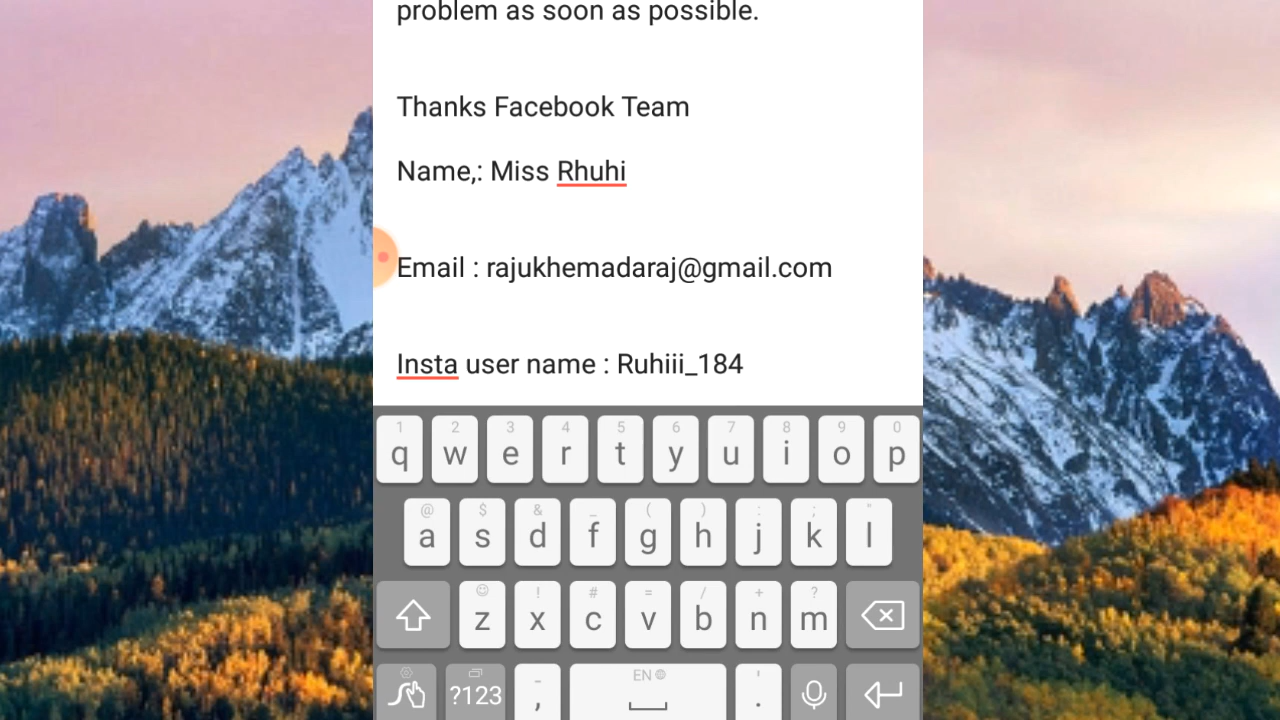 problem as soon as possible.
Thanks Facebook Team
Name,: Miss Rhuhi
Email : rajukhemadaraj@gmail.com
Insta user name : Ruhiii_184
1 2 3 4 5 6 7 8 9 0
q w e r t y u i o p
@ $ & _ ( ) : ; "
a s d f g h j k l
! # = / + ?
z x c v b n m
- EN '
?123 , .